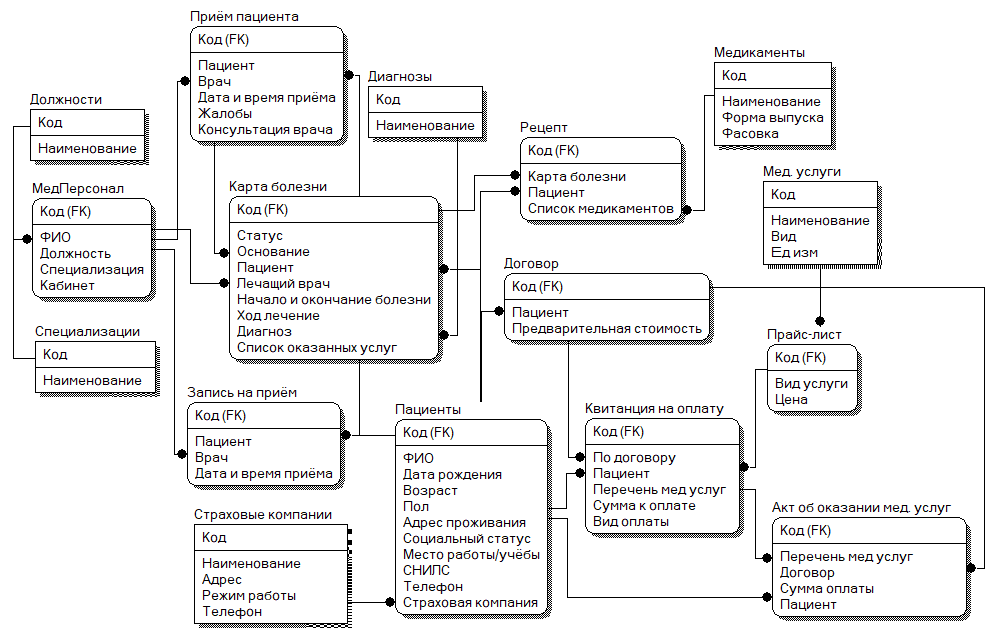 Приём пациента
Код (FK)
Пациент
Врач
Дата и время приёма
Жалобы
Консультация врача
Диагнозы
Код
Наименование
Медикаменты
Код
Наименование
Форма выпуска
Фасовка
Должности
Код
Наименование
Рецепт
Код (FK)
Карта болезни
Пациент
Список медикаментов
Мед. услуги
Код
Наименование
Вид
Ед изм
МедПерсонал
Код (FK)
ФИО
Должность
Специализация
Кабинет
Карта болезни
Код (FK)
Статус
Основание
Пациент
Лечащий врач
Начало и окончание болезни
Ход лечение
Диагноз
Список оказанных услуг
Договор
Код (FK)
Пациент
Предварительная стоимость
Специализации
Код
Наименование
Прайс-лист
Код (FK)
Вид услуги
Цена
Запись на приём
Код (FK)
Пациент
Врач
Дата и время приёма
Пациенты
Код (FK)
ФИО
Дата рождения
Возраст
Пол
Адрес проживания
Социальный статус
Место работы/учёбы
СНИЛС
Телефон
Страховая компания
Квитанция на оплату
Код (FK)
По договору
Пациент
Перечень мед услуг
Сумма к оплате
Вид оплаты
Страховые компании
Код
Наименование
Адрес
Режим работы
Телефон
Акт об оказании мед. услуг
Код (FK)
Перечень мед услуг
Договор
Сумма оплаты
Пациент